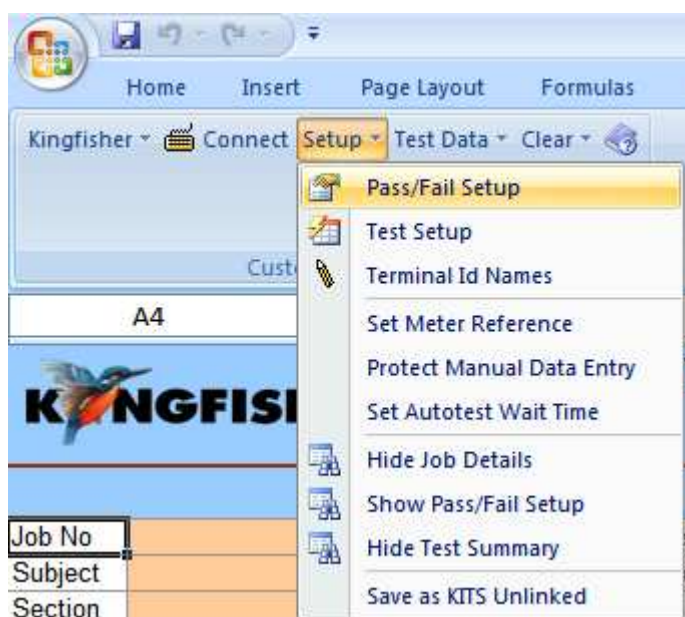 Home Insert Page Layout Formulas
Kingfisher Connect Setup Test Data Clear
Pass/Fail Setup
Test Setup
Cust
Terminal Id Names
A4
Set Meter Reference
Protect Manual Data Entry
Set Autotest Wait Time
Hide Job Details
Show Pass/Fail Setup
Hide Test Summary
Save as KITS Unlinked
K NGFISH
Job No
Subject
Section